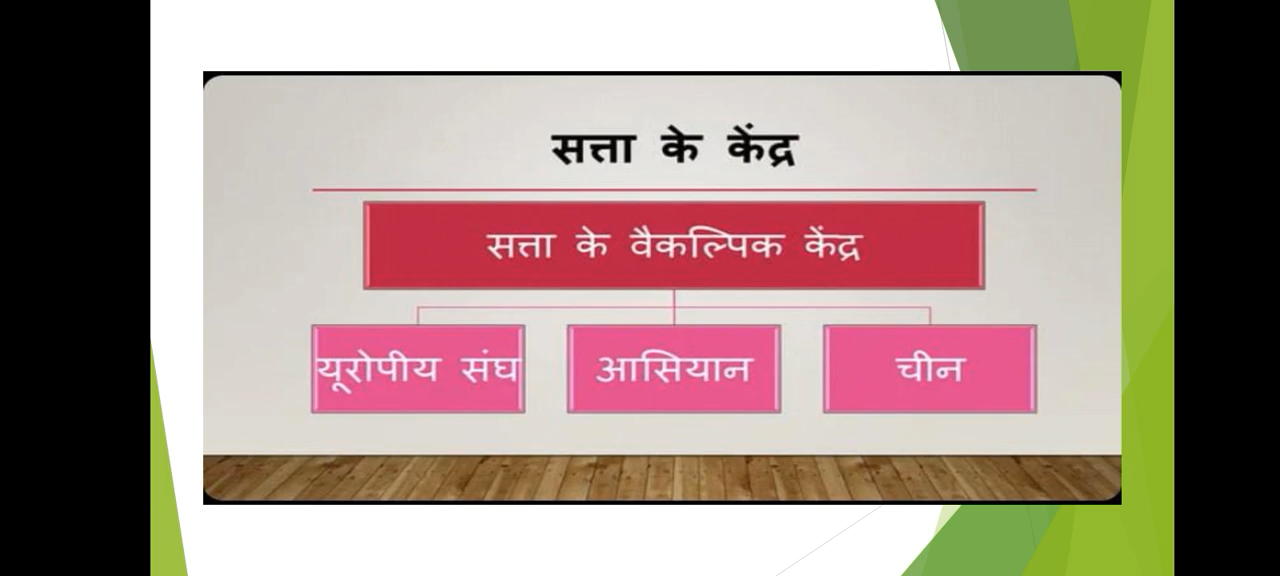 सत्ता के केंद्र
सत्ता के वैकल्पिक केंद्र
यूरोपीय संघ
आसियान
चीन